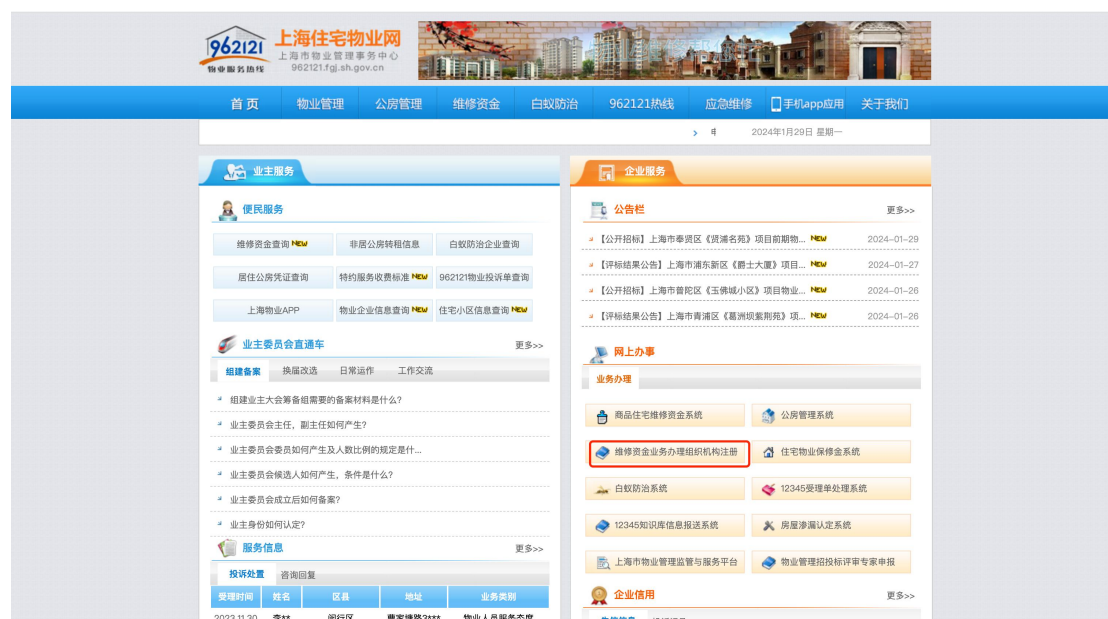 962121
物业服务热线
上海住宅物业网
上海市物业管理事务中心
962121.fgj.sh.gov.cn
首 页 物业管理 公房管理 维修资金 白蚁防治 962121热线 应急维修 手机app应用 关于我们
2024年1月29日 星期一
业主服务
便民服务
维修资金查询 NEW 非居公房转租信息 白蚁防治企业查询
居住公房凭证查询 特约服务收费标准 NEW 962121物业投诉单查询
上海物业APP 物业企业信息查询 NEW 住宅小区信息查询 NEW
业主委员会直通车 更多>>
组建备案 换届改选 日常运作 工作交流
组建业主大会筹备组需要的备案材料是什么?
业主委员会主任，副主任如何产生?
业主委员会委员如何产生及人数比例的规定是什...
业主委员会候选人如何产生，条件是什么?
业主委员会成立后如何备案?
业主身份如何认定?
服务信息 更多>>
投诉处置 咨询回复
受理时间 姓名 区县 地址 业务类别
2023.11.30 李** 闵行区 曹家塘路3*** 物业人员服务态度
企业服务
公告栏 更多>>
【公开招标】上海市奉贤区《贤浦名苑》项目前期物... NEW 2024-01-29
【评标结果公告】上海市浦东新区《爵士大厦》项目... NEW 2024-01-27
【公开招标】上海市普陀区《玉佛城小区》项目物业... NEW 2024-01-26
【评标结果公告】上海市青浦区《葛洲坝紫荆苑》项... NEW 2024-01-26
网上办事
业务办理
商品住宅维修资金系统 公房管理系统
维修资金业务办理组织机构注册 住宅物业保修金系统
白蚁防治系统 12345受理单处理系统
12345知识库信息报送系统 房屋渗漏认定系统
上海市物业管理监管与服务平台 物业管理招投标评审专家申报
企业信用 更多>>